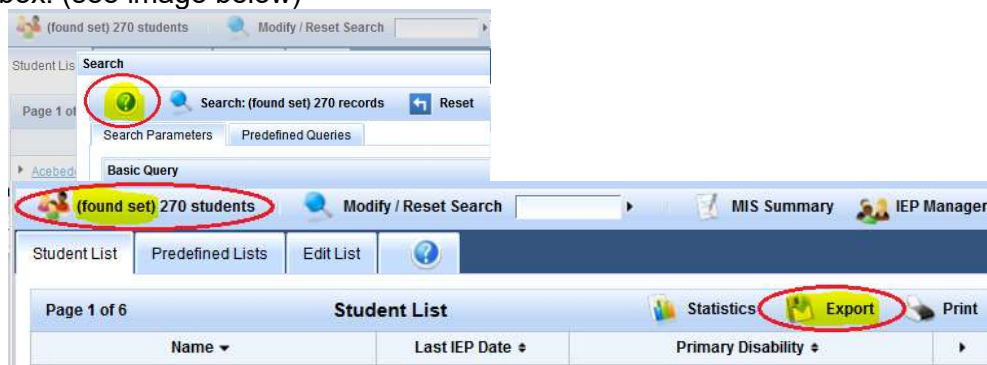 box. (see image below)
(found set) 270 students Modify / Reset Search
Student Lis Search
Page 1 of Search: (found set) 270 records Reset
Search Parameters Predefined Queries
Basic Query
(found set) 270 students Modify / Reset Search MIS Summary IEP Manager
Student List Predefined Lists Edit List
Page 1 of 6 Student List Statistics Export Print
Name Last IEP Date Primary Disability